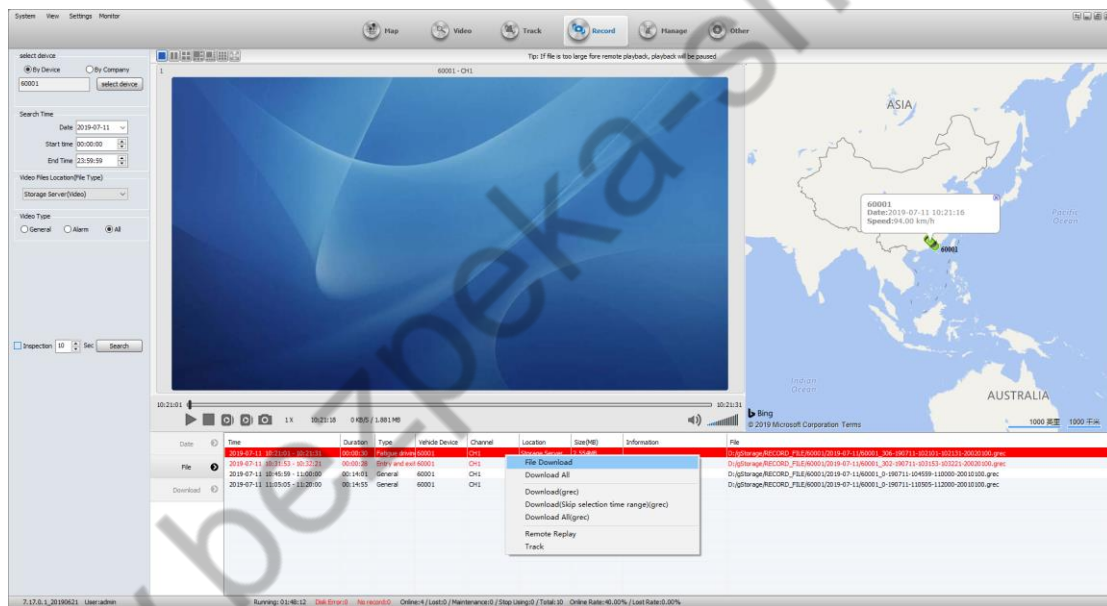 System View Settings Monitor
Map Video Track Record Manage Other
select deivce
By Device By Company
60001 select deivce
Search Time
Date 2019-07-11
Start time 00:00:00
End Time 23:59:59
Video Files Location(File Type)
Storage Server(Video)
Video Type
General Alarm All
Inspection 10 Sec Search
Tip: If file is too large fore remote playback, playback will be paused
1 60001 - CH1
10:21:01 10:21:31
1 X 10:21:16 0 KB/S / 1.881 MB
ASIA
60001
Date:2019-07-11 10:21:16
Speed:94.00 km/h
60001
Pacific
Ocean
Indian
Ocean
AUSTRALIA
Bing
© 2019 Microsoft Corporation Terms
1000 英里 1000 千米
Date
File
Download
Time Duration Type Vehicle Device Channel Location Size(MB) Information File
2019-07-11 10:21:01 - 10:21:31 00:00:30 Fatigue driving 60001 CH1 Storage Server 2.554MB D:/gStorage/RECORD_FILE/60001/2019-07-11/60001_306-190711-102101-102131-20020100.grec
2019-07-11 10:31:53 - 10:32:21 00:00:28 Entry and exit 60001 CH1 D:/gStorage/RECORD_FILE/60001/2019-07-11/60001_302-190711-103153-103221-20020100.grec
2019-07-11 10:45:59 - 11:00:00 00:14:01 General 60001 CH1 D:/gStorage/RECORD_FILE/60001/2019-07-11/60001_0-190711-104559-110000-20010100.grec
2019-07-11 11:05:05 - 11:20:00 00:14:55 General 60001 CH1 D:/gStorage/RECORD_FILE/60001/2019-07-11/60001_0-190711-110505-112000-20010100.grec
File Download
Download All
Download(grec)
Download(Skip selection time range)(grec)
Download All(grec)
Remote Replay
Track
7.17.0.1_20190621 User:admin Running: 01:48:12 Disk Error:0 No record:0 Online:4 / Lost:0 / Maintenance:0 / Stop Using:0 / Total:10 Online Rate:40.00% / Lost Rate:0.00%